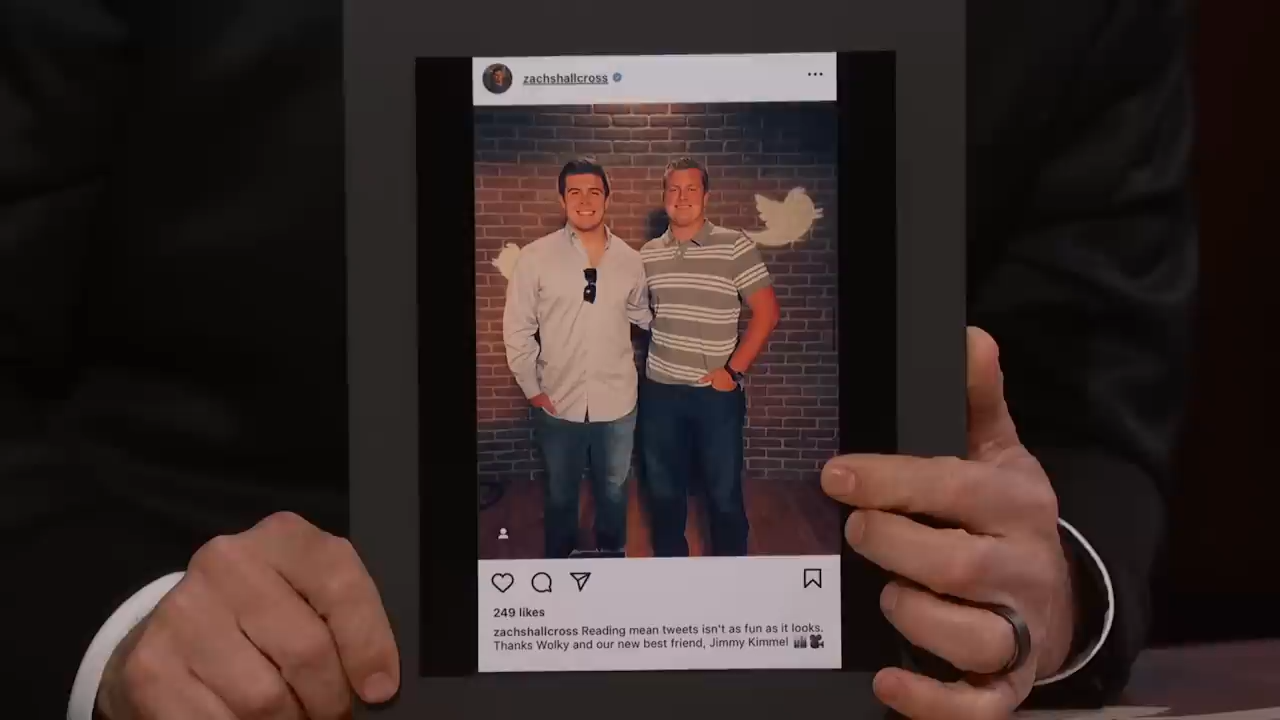 zachshallcross
249 likes
zachshallcross Reading mean tweets isn't as fun as it looks.
Thanks Wolky and our new best friend, Jimmy Kimmel